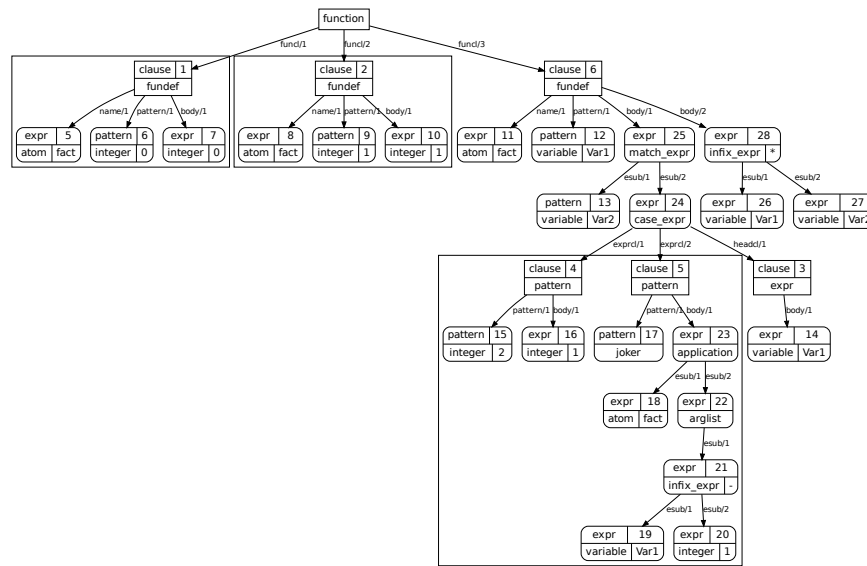 function
funcl/1 funcl/2 funcl/3
clause 1 clause 2 clause 6
fundef fundef fundef
name/1 pattern/1 body/1 name/1 pattern/1 body/1 name/1 pattern/1 body/1 body/2
expr 5 pattern 6 expr 7 expr 8 pattern 9 expr 10 expr 11 pattern 12 expr 25 expr 28
atom fact integer 0 integer 0 atom fact integer 1 integer 1 atom fact variable Var1 match_expr infix_expr *
esub/1 esub/2 esub/1 esub/2
pattern 13 expr 24 expr 26 expr 27
variable Var2 case_expr variable Var1 variable Var2
exprcl/1 exprcl/2 headcl/1
clause 4 clause 5 clause 3
pattern pattern expr
pattern/1 body/1 pattern/1 body/1 body/1
pattern 15 expr 16 pattern 17 expr 23 expr 14
integer 2 integer 1 joker application variable Var1
esub/1 esub/2
expr 18 expr 22
atom fact arglist
esub/1
expr 21
infix_expr -
esub/1 esub/2
expr 19 expr 20
variable Var1 integer 1